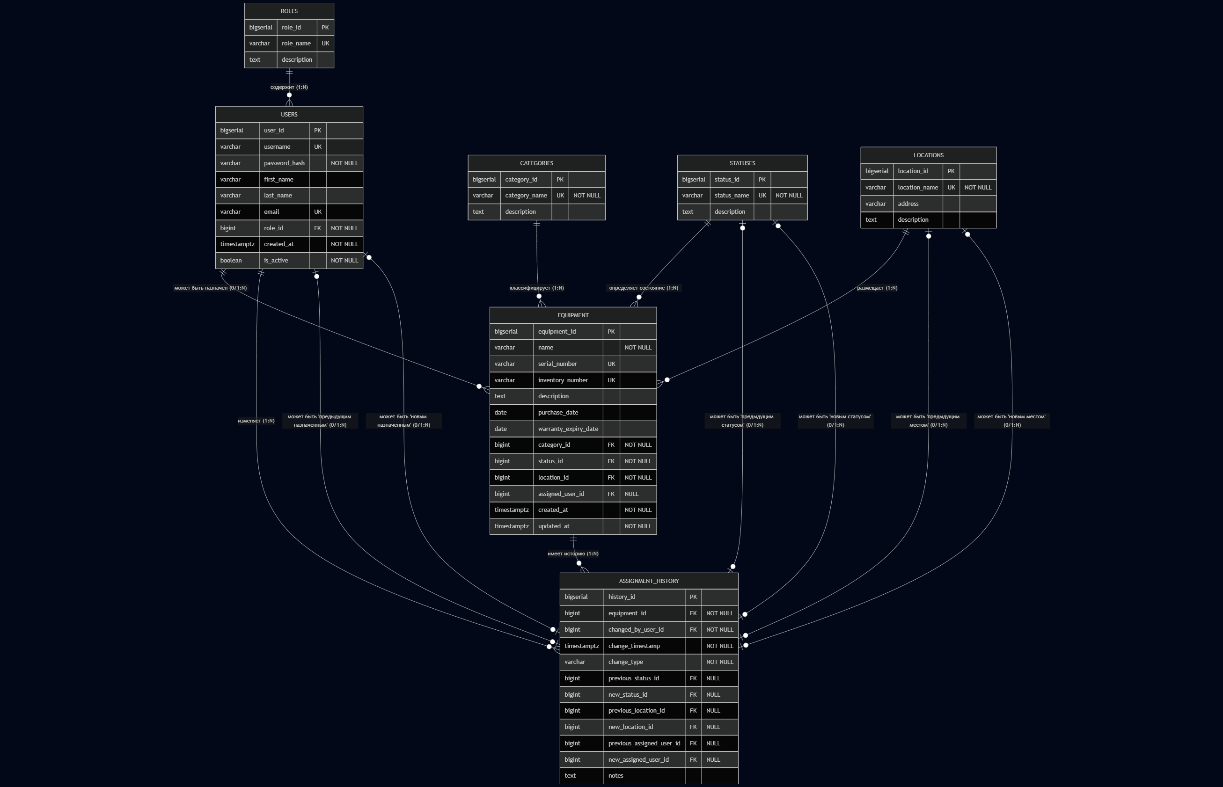 ROLES
bigserial role_id PK
varchar role_name UK
text description
содержит (1:N)
USERS
bigserial user_id PK
varchar username UK
varchar password_hash NOT NULL
varchar first_name
varchar last_name
varchar email UK
bigint role_id FK NOT NULL
timestamptz created_at NOT NULL
boolean is_active NOT NULL
CATEGORIES
bigserial category_id PK
varchar category_name UK NOT NULL
text description
STATUSES
bigserial status_id PK
varchar status_name UK NOT NULL
text description
LOCATIONS
bigserial location_id PK
varchar location_name UK NOT NULL
varchar address
text description
может быть назначен (0/1:N)
классифицирует (1:N)
определяет состояние (1:N)
размещает (1:N)
EQUIPMENT
bigserial equipment_id PK
varchar name NOT NULL
varchar serial_number UK
varchar inventory_number UK
text description
date purchase_date
date warranty_expiry_date
bigint category_id FK NOT NULL
bigint status_id FK NOT NULL
bigint location_id FK NOT NULL
bigint assigned_user_id FK NULL
timestamptz created_at NOT NULL
timestamptz updated_at NOT NULL
изменяет (1:N)
может быть 'предыдущим
назначенным' (0/1:N)
может быть 'новым
назначенным' (0/1:N)
может быть 'предыдущим
статусом' (0/1:N)
может быть 'новым статусом'
(0/1:N)
может быть 'предыдущим
местом' (0/1:N)
может быть 'новым местом'
(0/1:N)
имеет историю (1:N)
ASSIGNMENT_HISTORY
bigserial history_id PK
bigint equipment_id FK NOT NULL
bigint changed_by_user_id FK NOT NULL
timestamptz change_timestamp NOT NULL
varchar change_type NOT NULL
bigint previous_status_id FK NULL
bigint new_status_id FK NULL
bigint previous_location_id FK NULL
bigint new_location_id FK NULL
bigint previous_assigned_user_id FK NULL
bigint new_assigned_user_id FK NULL
text notes